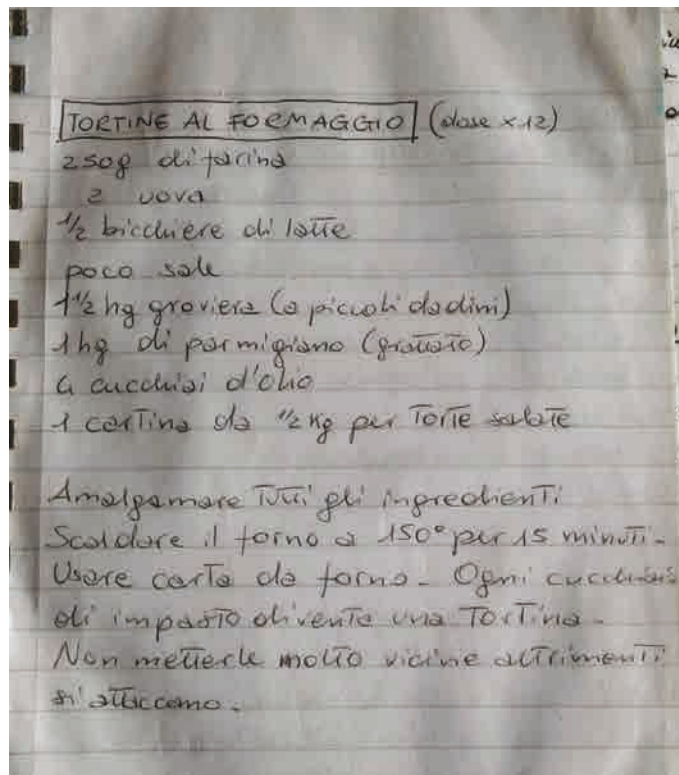 TORTINE AL FORMAGGIO (dose x 12)
250g di farina
2 uova
1/2 bicchiere di latte
poco sale
1 1/2 hg groviera (a piccoli dadini)
1 hg di parmigiano (grattato)
4 cucchiai d'olio
1 cartina da 1/2 kg per torte salate
Amalgamare tutti gli ingredienti
Scaldare il forno a 150° per 15 minuti.
Usare carta da forno. Ogni cucchiaio
di impasto diventa una Tortina.
Non metterle molto vicine altrimenti
si attaccano.